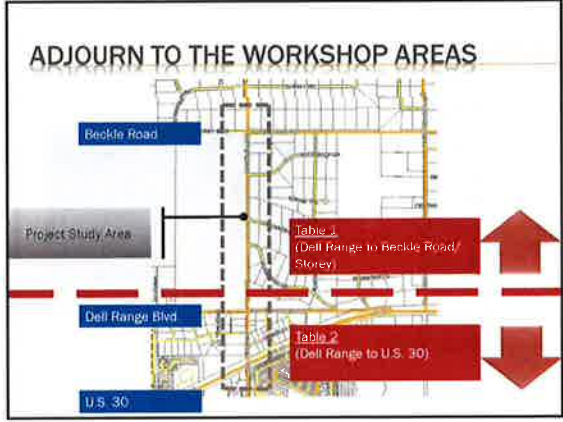 ADJOURN TO THE WORKSHOP AREAS
Beckle Road
Project Study Area
Table 1
(Dell Range to Beckle Road/
Storey)
Dell Range Blvd
Table 2
(Dell Range to U.S. 30)
U.S. 30